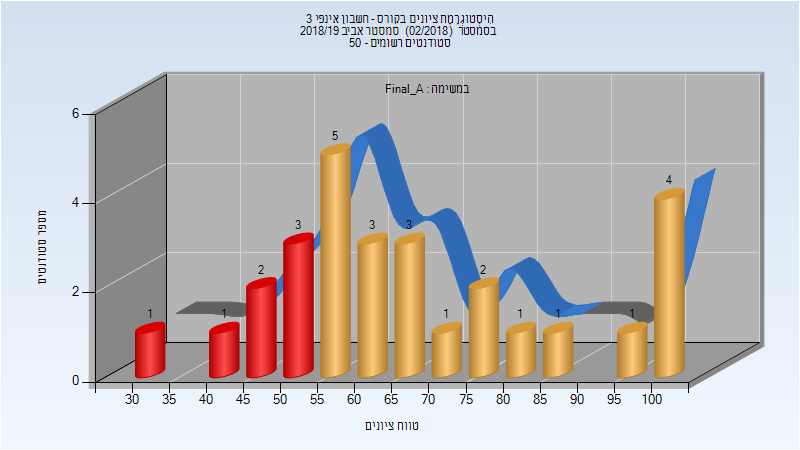 היסטוגרמת ציונים בקורס - חשבון אינפי 3
בסמסטר (02/2018) סמסטר אביב 2018/19
סטודנטים רשומים - 50
במשימה : Final_A
מספר סטודנטים
6
4
2
0
1
1
2
3
5
3
3
1
2
1
1
1
4
30 35 40 45 50 55 60 65 70 75 80 85 90 95 100
טווח ציונים